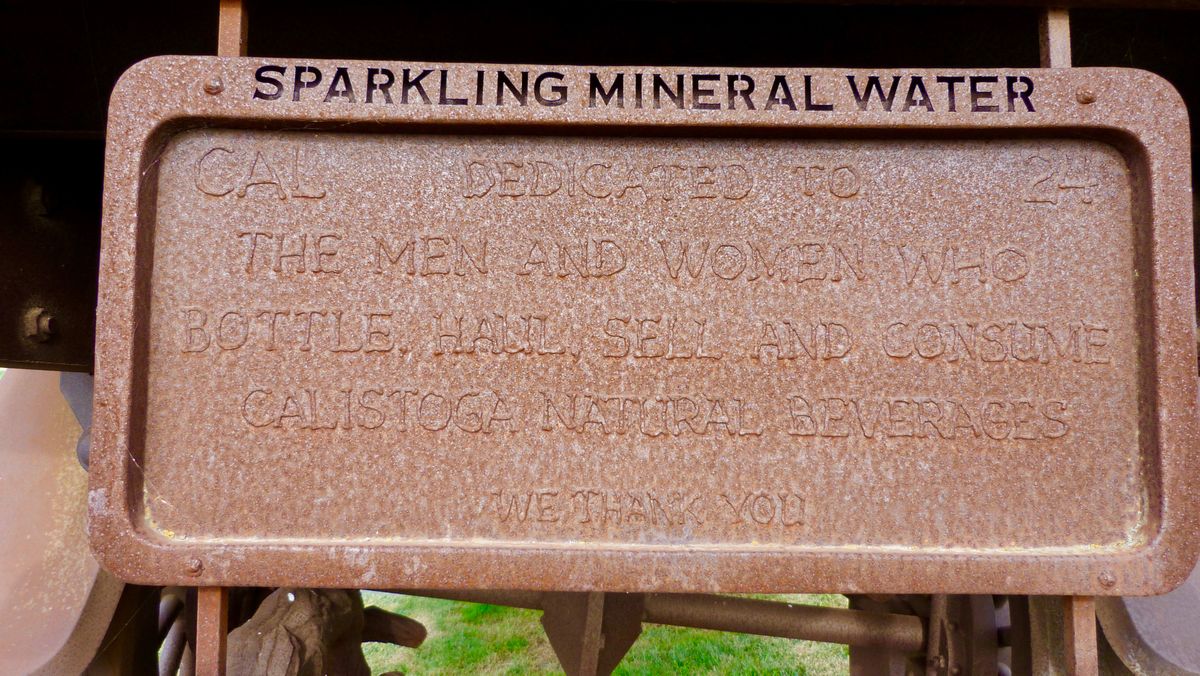 SPARKLING MINERAL WATER
CAL DEDICATED TO 24
THE MEN AND WOMEN WHO
BOTTLE, HAUL, SELL AND CONSUME
CALISTOGA NATURAL BEVERAGES
WE THANK YOU